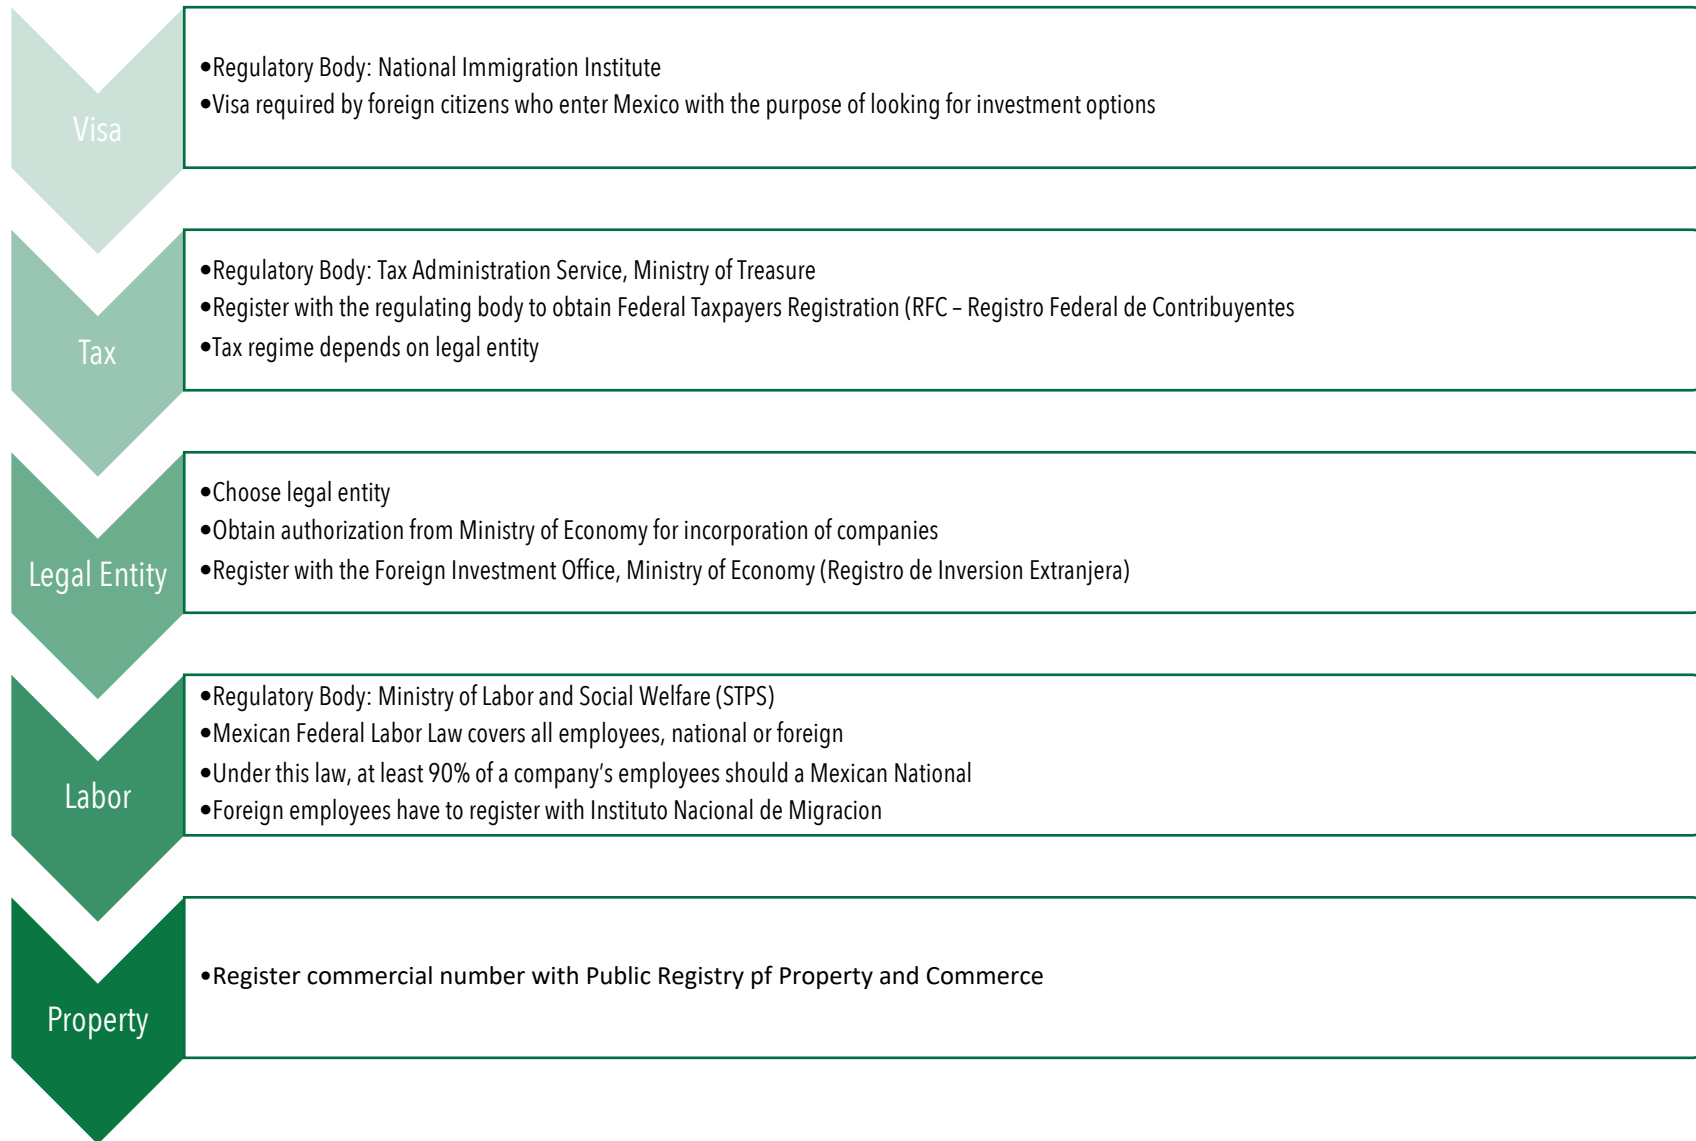 Visa
•Regulatory Body: National Immigration Institute
•Visa required by foreign citizens who enter Mexico with the purpose of looking for investment options
Tax
•Regulatory Body: Tax Administration Service, Ministry of Treasure
•Register with the regulating body to obtain Federal Taxpayers Registration (RFC – Registro Federal de Contribuyentes
•Tax regime depends on legal entity
Legal Entity
•Choose legal entity
•Obtain authorization from Ministry of Economy for incorporation of companies
•Register with the Foreign Investment Office, Ministry of Economy (Registro de Inversion Extranjera)
Labor
•Regulatory Body: Ministry of Labor and Social Welfare (STPS)
•Mexican Federal Labor Law covers all employees, national or foreign
•Under this law, at least 90% of a company’s employees should a Mexican National
•Foreign employees have to register with Instituto Nacional de Migracion
Property
•Register commercial number with Public Registry pf Property and Commerce